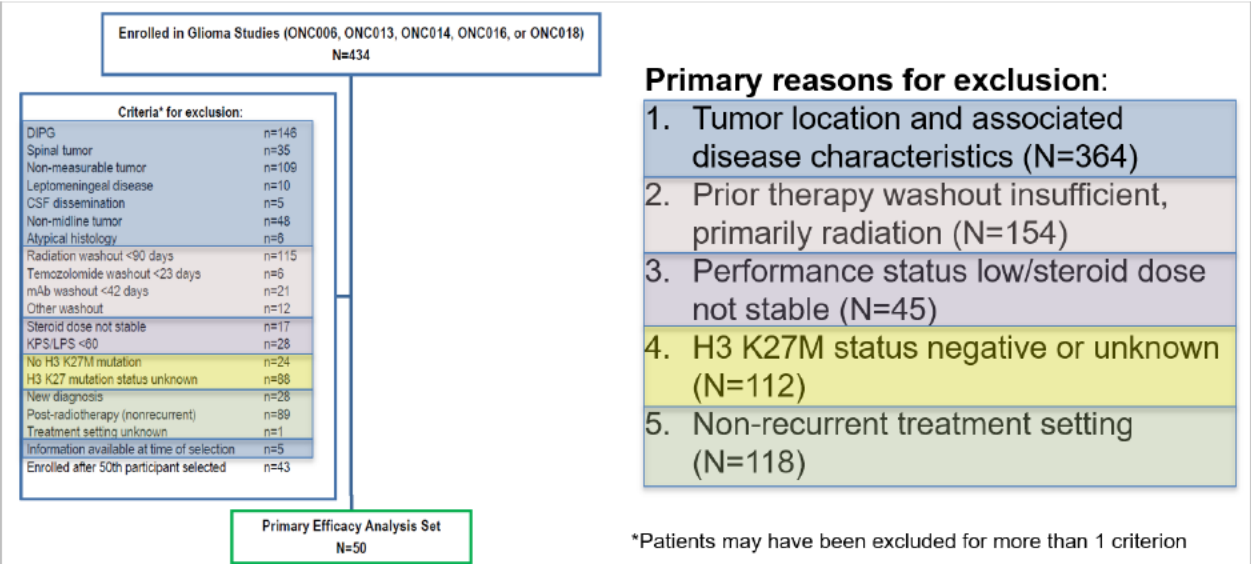 Enrolled in Glioma Studies (ONC006, ONC013, ONC014, ONC016, or ONC018)
N=434
Criteria* for exclusion:
DIPG n=146
Spinal tumor n=35
Non-measurable tumor n=109
Leptomeningeal disease n=10
CSF dissemination n=5
Non-midline tumor n=48
Atypical histology n=6
Radiation washout <90 days n=115
Temozolomide washout <23 days n=6
mAb washout <42 days n=21
Other washout n=12
Steroid dose not stable n=17
KPS/LPS <60 n=28
No H3 K27M mutation n=24
H3 K27 mutation status unknown n=88
New diagnosis n=28
Post-radiotherapy (nonrecurrent) n=89
Treatment setting unknown n=1
Information available at time of selection n=5
Enrolled after 50th participant selected n=43
Primary Efficacy Analysis Set
N=50
Primary reasons for exclusion:
1. Tumor location and associated
disease characteristics (N=364)
2. Prior therapy washout insufficient,
primarily radiation (N=154)
3. Performance status low/steroid dose
not stable (N=45)
4. H3 K27M status negative or unknown
(N=112)
5. Non-recurrent treatment setting
(N=118)
*Patients may have been excluded for more than 1 criterion